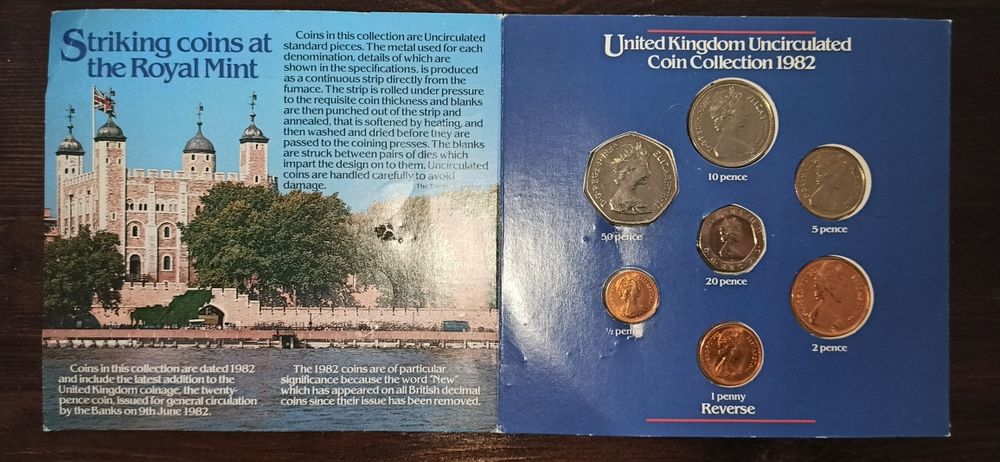 Striking coins at
the Royal Mint
Coins in this collection are Uncirculated
standard pieces. The metal used for each
denomination, details of which are
shown in the specifications, is produced
as a continuous strip directly from the
furnace. The strip is rolled under pressure
to the requisite coin thickness and blanks
are then punched out of the strip and
annealed, that is softened by heating, and
then washed and dried before they are
passed to the coining presses. The blanks
are struck between pairs of dies which
impart the design on to them. Uncirculated
coins are handled carefully to avoid
damage.
The Tower
Coins in this collection are dated 1982
and include the latest addition to the
United Kingdom coinage, the twenty-
pence coin, issued for general circulation
by the Banks on 9th June 1982.
The 1982 coins are of particular
significance because the word "New"
which has appeared on all British decimal
coins since their issue has been removed.
United Kingdom Uncirculated
Coin Collection 1982
10 pence
50 pence
5 pence
20 pence
½ penny
2 pence
1 penny
Reverse